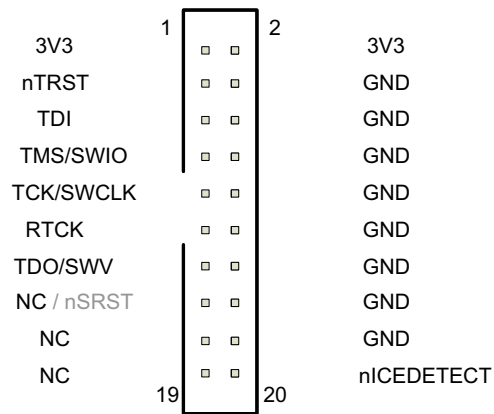 1 2
3V3 3V3
nTRST GND
TDI GND
TMS/SWIO GND
TCK/SWCLK GND
RTCK GND
TDO/SWV GND
NC / nSRST GND
NC GND
NC nICEDETECT
19 20